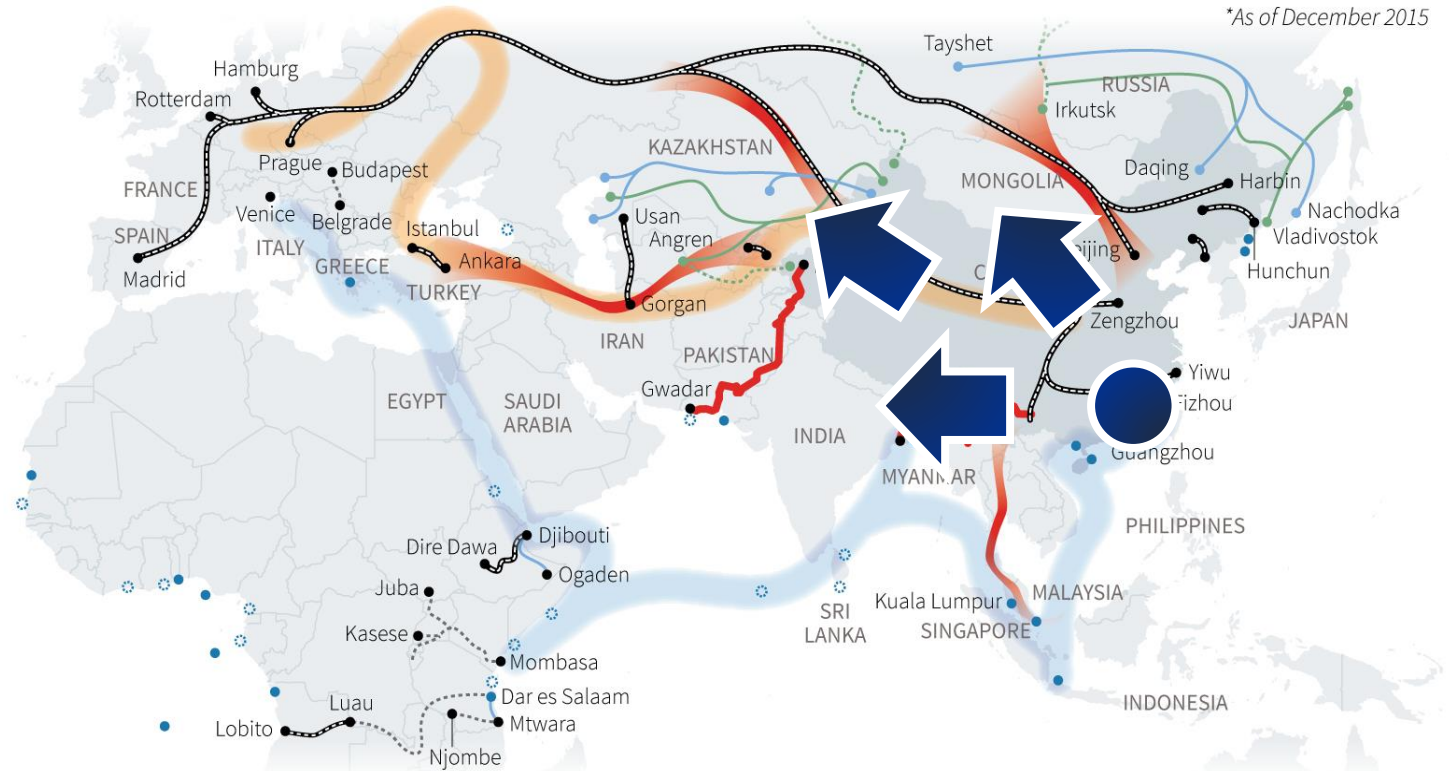 *As of December 2015
Tayshet
Hamburg
RUSSIA
Rotterdam
Irkutsk
KAZAKHSTAN
Prague
Budapest
Daqing
Harbin
FRANCE
MONGOLIA
Venice
Belgrade
Usan
Nachodka
SPAIN
ITALY
Istanbul
Angren
Vladivostok
GREECE
Ankara
Hunchun
Madrid
TURKEY
Gorgan
Zengzhou
JAPAN
IRAN
PAKISTAN
Yiwu
Gwadar
EGYPT
SAUDI
ARABIA
INDIA
Guangzhou
MYANMAR
PHILIPPINES
Djibouti
Dire Dawa
Ogaden
Juba
Kuala Lumpur
MALAYSIA
SRI
LANKA
SINGAPORE
Kasese
Mombasa
Dar es Salaam
INDONESIA
Luau
Mtwara
Lobito
Njombe